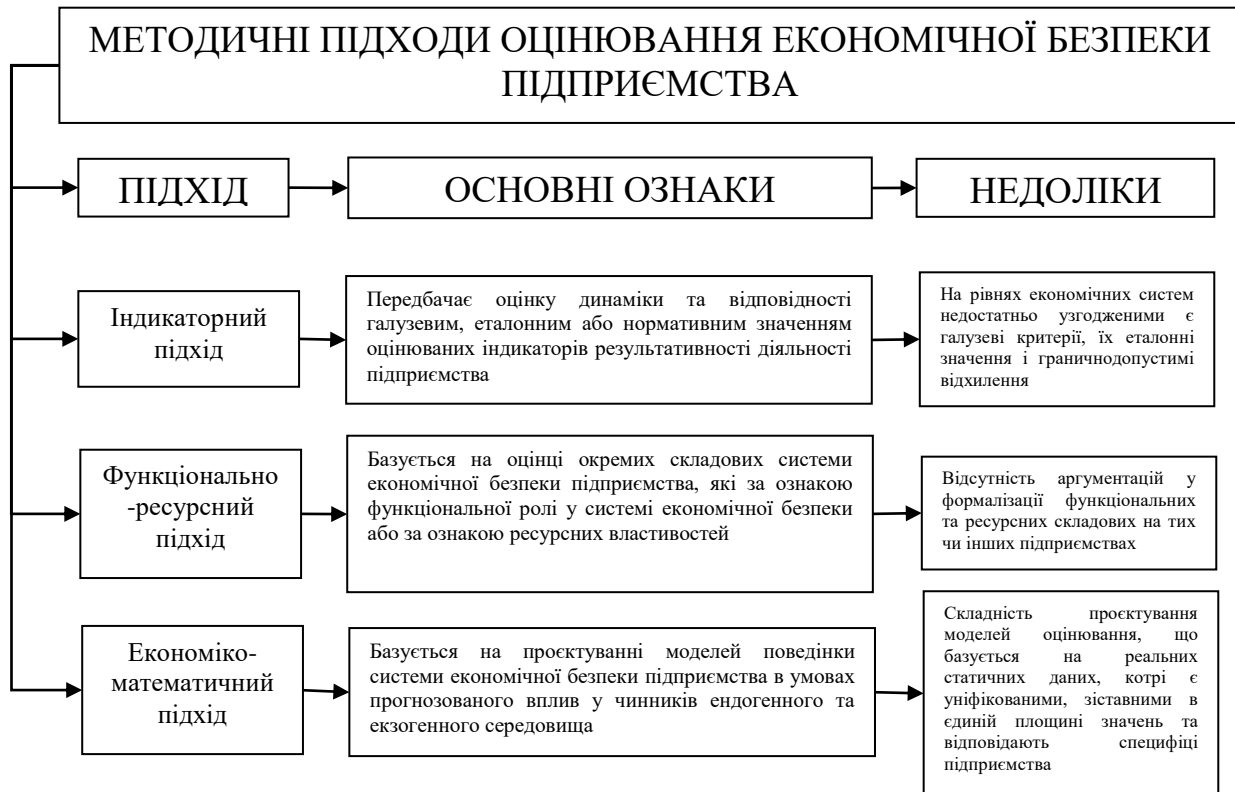 МЕТОДИЧНІ ПІДХОДИ ОЦІНЮВАННЯ ЕКОНОМІЧНОЇ БЕЗПЕКИ
ПІДПРИЄМСТВА
ПІДХІД
ОСНОВНІ ОЗНАКИ
НЕДОЛІКИ
Індикаторний
підхід
Передбачає оцінку динаміки та відповідності
галузевим, еталонним або нормативним значенням
оцінюваних індикаторів результативності діяльності
підприємства
На рівнях економічних систем
недостатньо узгодженими є
галузеві критерії, їх еталонні
значення і граничнодопустимі
відхилення
Функціонально
-ресурсний
підхід
Базується на оцінці окремих складових системи
економічної безпеки підприємства, які за ознакою
функціональної ролі у системі економічної безпеки
або за ознакою ресурсних властивостей
Відсутність аргументацій у
формалізації функціональних
та ресурсних складових на тих
чи інших підприємствах
Економіко-
математичний
підхід
Базується на проєктуванні моделей поведінки
системи економічної безпеки підприємства в умовах
прогнозованого вплив у чинників ендогенного та
екзогенного середовища
Складність проєктування
моделей оцінювання, що
базується на реальних
статичних даних, котрі є
уніфікованими, зіставними в
єдиній площині значень та
відповідають специфіці
підприємства